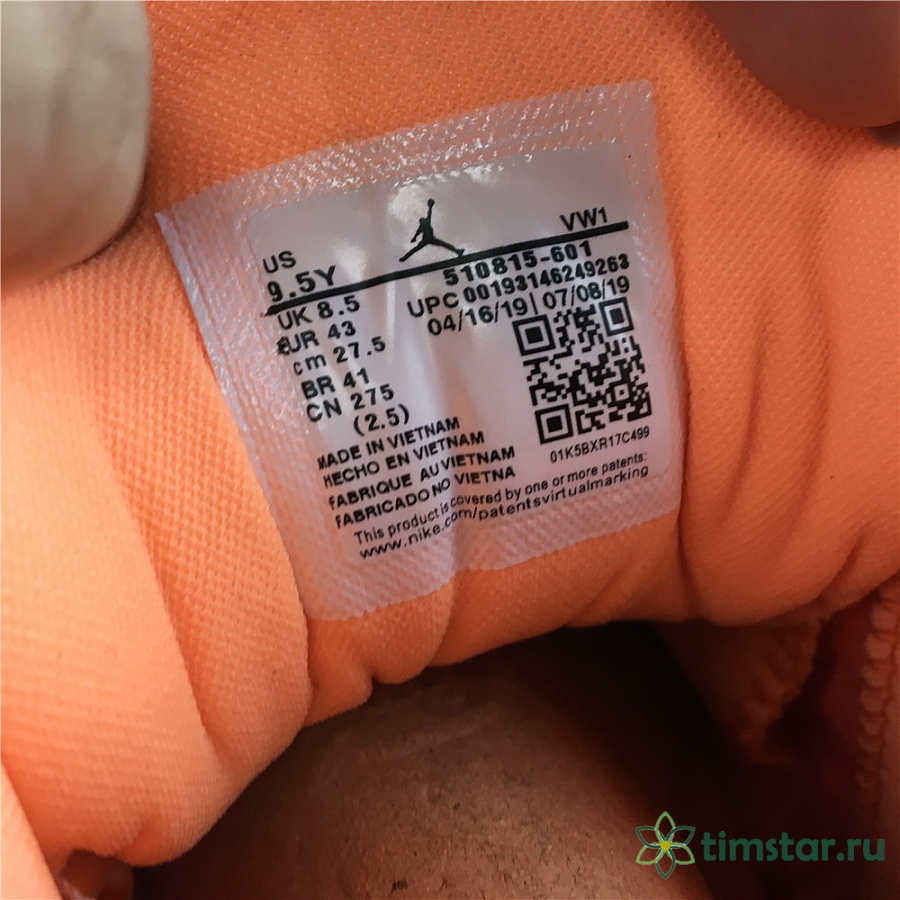 US
9.5Y
VW1
510815-601
UPC 00193146249263
04/16/19| 07/08/19
UK 8.5
EUR 43
cm 27.5
BR 41
CN 275
(2.5)
01K5BXR17C499
MADE IN VIETNAM
HECHO EN VIETNAM
FABRIQUE AU VIETNAM
FABRICADO NO VIETNA
This product is covered by one or more patents:
www.nike.com/patentsvirtualmarking
timstar.ru